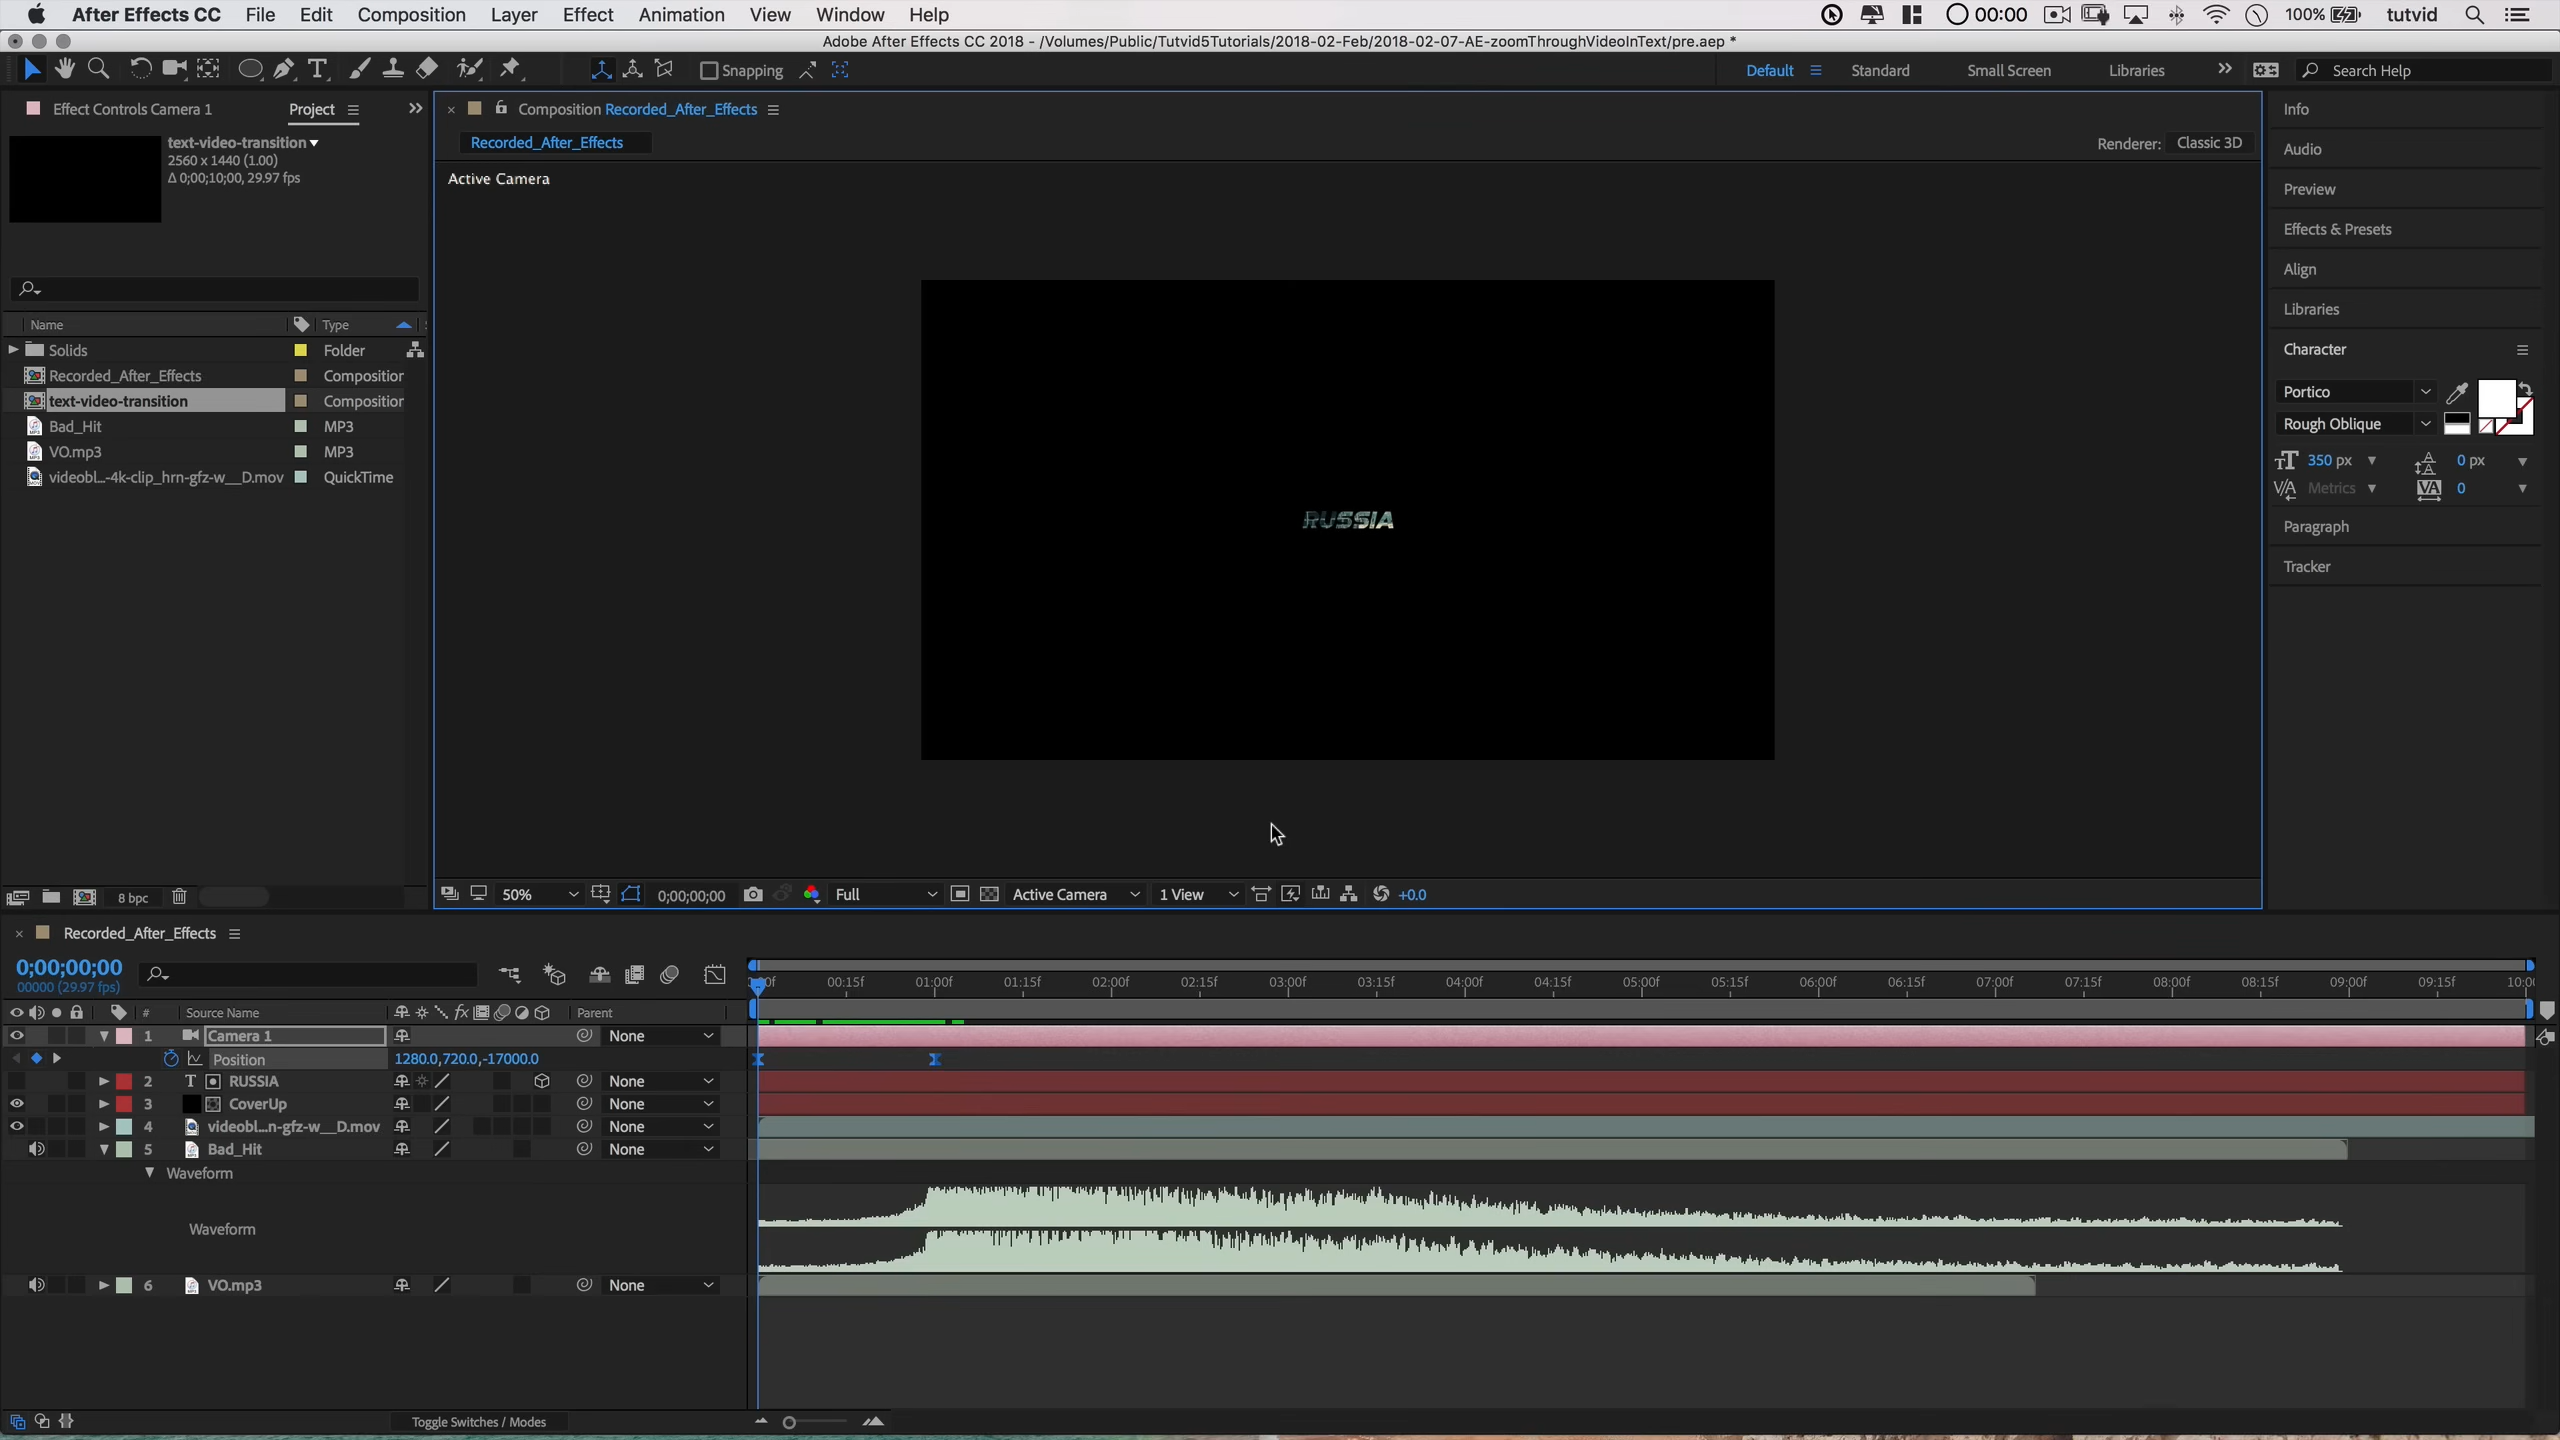 After Effects CC File Edit Composition Layer Effect Animation View Window Help 00:00 100% tutvid
Adobe After Effects CC 2018 - /Volumes/Public/Tutvid5Tutorials/2018-02-Feb/2018-02-07-AE-zoomThroughVideoInText/pre.aep *
Snapping Default Standard Small Screen Libraries Search Help
Effect Controls Camera 1 Project
text-video-transition
2560 x 1440 (1.00)
Δ 0;00;10;00, 29.97 fps
Name Type
Solids Folder
Recorded_After_Effects Composition
text-video-transition Composition
Bad_Hit MP3
VO.mp3 MP3
videobl...-4k-clip_hrn-gfz-w__D.mov QuickTime
8 bpc
Composition Recorded_After_Effects
Recorded_After_Effects
Renderer: Classic 3D
Active Camera
RUSSIA
50% 0;00;00;00 Full Active Camera 1 View +0.0
Info
Audio
Preview
Effects & Presets
Align
Libraries
Character
Portico
Rough Oblique
350 px 0 px
Metrics 0
Paragraph
Tracker
Recorded_After_Effects
0;00;00;00
00000 (29.97 fps)
00:15f 01:00f 01:15f 02:00f 02:15f 03:00f 03:15f 04:00f 04:15f 05:00f 05:15f 06:00f 06:15f 07:00f 07:15f 08:00f 08:15f 09:00f 09:15f 10:00
# Source Name Parent
1 Camera 1 None
Position 1280.0,720.0,-17000.0
2 T RUSSIA None
3 CoverUp None
4 videobl...n-gfz-w__D.mov None
5 Bad_Hit None
Waveform
Waveform
6 VO.mp3 None
Toggle Switches / Modes